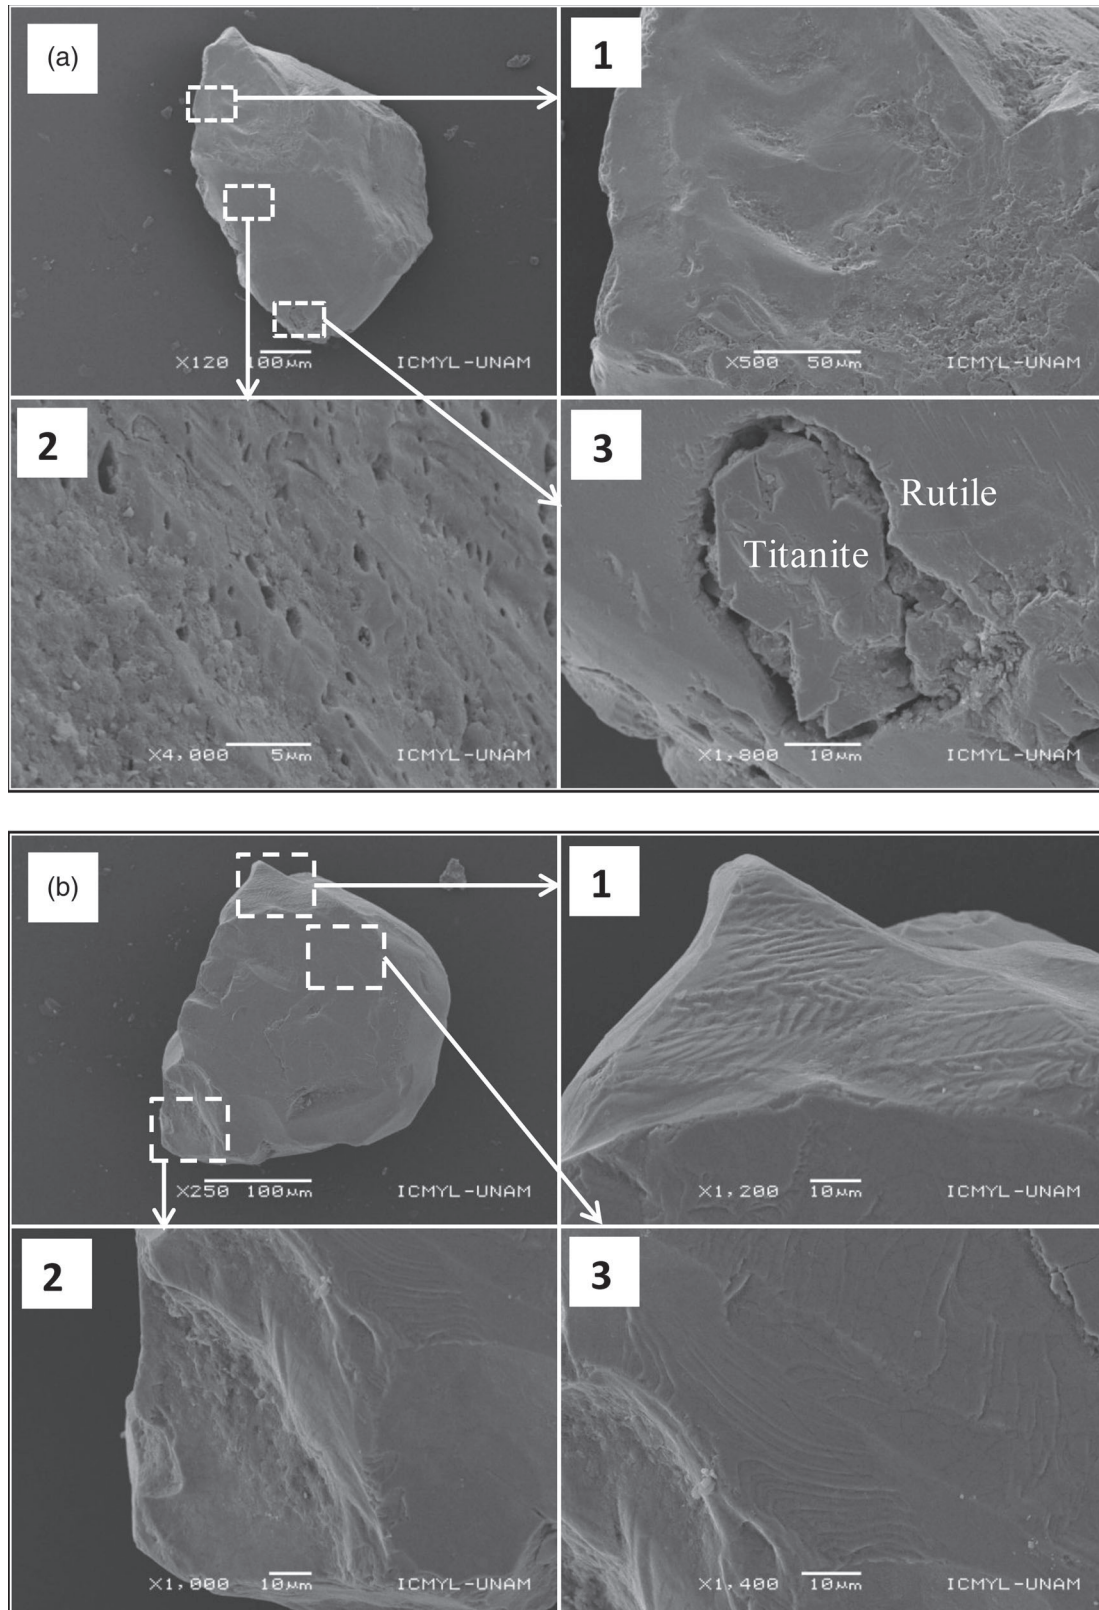 (a)
X120 100μm ICMYL-UNAM
1
X500 50μm ICMYL-UNAM
2
X4,000 5μm ICMYL-UNAM
3
Rutile
Titanite
X1,800 10μm ICMYL-UNAM
(b)
X250 100μm ICMYL-UNAM
1
X1,200 10μm ICMYL-UNAM
2
X1,000 10μm ICMYL-UNAM
3
X1,400 10μm ICMYL-UNAM